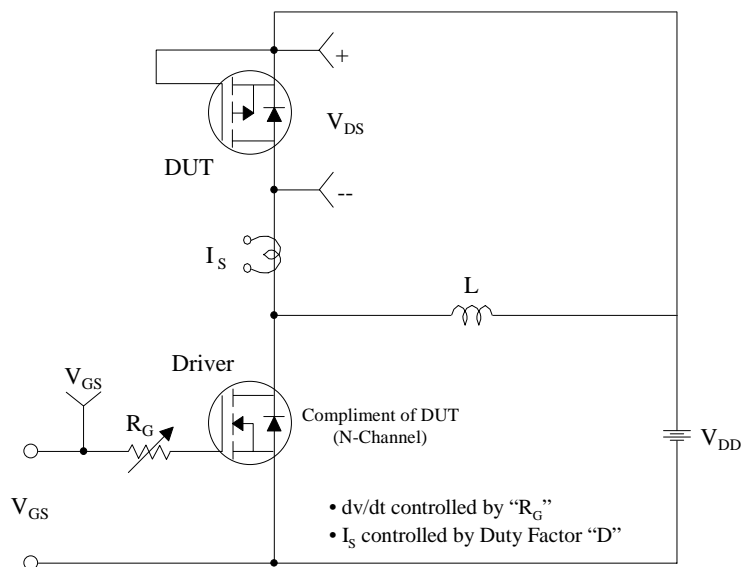 +
V_DS
DUT
--
I_S
L
Driver
V_GS
R_G
Compliment of DUT
(N-Channel)
V_DD
V_GS
• dv/dt controlled by “R_G”
• I_S controlled by Duty Factor “D”